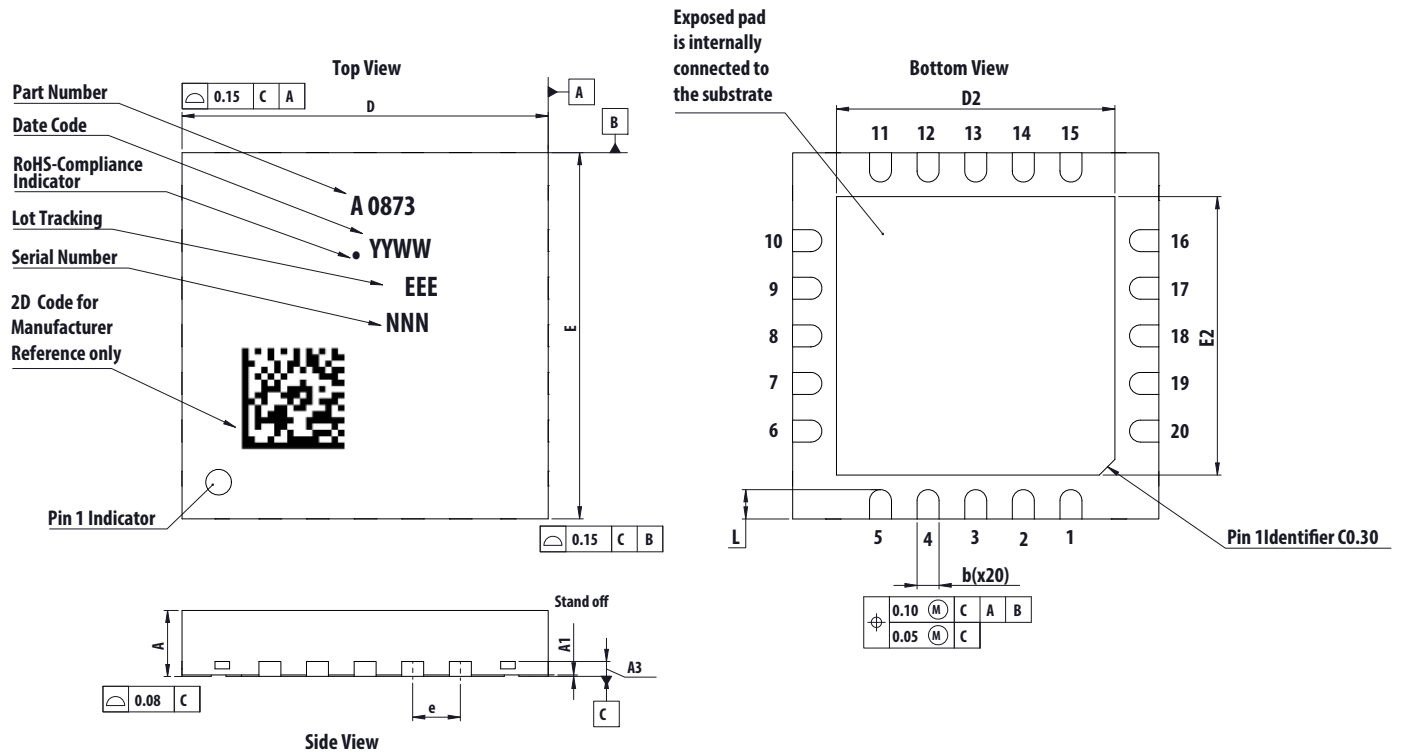 Top View
0.15 C A
D
A
B
Part Number
Date Code
RoHS-Compliance
Indicator
Lot Tracking
Serial Number
2D Code for
Manufacturer
Reference only
A 0873
YYWW
EEE
NNN
E
Pin 1 Indicator
0.15 C B
Exposed pad
is internally
connected to
the substrate
Bottom View
D2
11 12 13 14 15
10
9
8
7
6
16
17
18
19
20
E2
L
5 4 3 2 1
Pin 1Identifier C0.30
b(x20)
0.10 M C A B
0.05 M C
Stand off
A
A1
A3
0.08 C
e
C
Side View